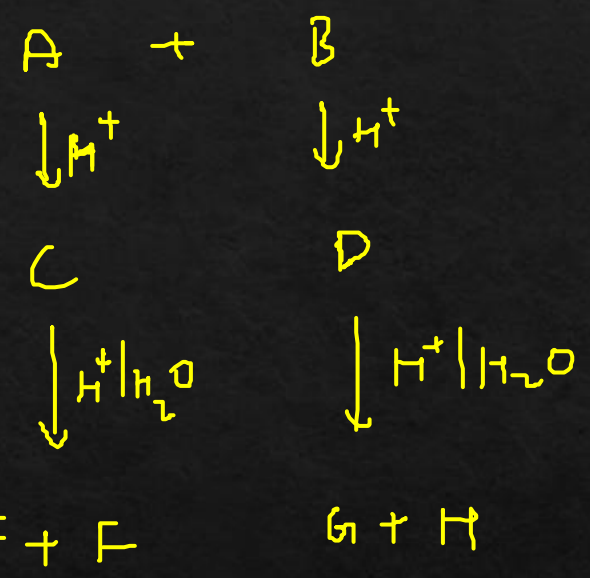 A + B
↓ H⁺ ↓ H⁺
C D
↓ H⁺|H₂O ↓ H⁺|H₂O
+ F G + H